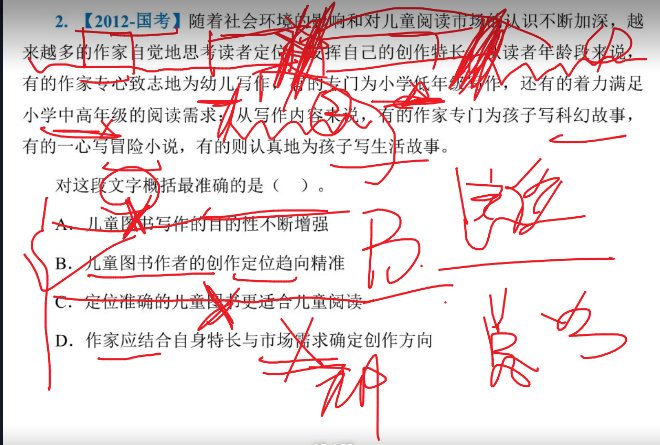 2. 【2012-国考】随着社会环境的影响和对儿童阅读市场的认识不断加深,越
来越多的作家自觉地思考读者定位 发挥自己的创作特长 读者年龄段来说,
有的作家专心致志地为幼儿写作 有的专门为小学低年级写作,还有的着力满足
小学中高年级的阅读需求;从写作内容来说,有的作家专门为孩子写科幻故事,
有的一心写冒险小说,有的则认真地为孩子写生活故事。
对这段文字概括最准确的是( )。
A. 儿童图书写作的目的性不断增强
B. 儿童图书作者的创作定位趋向精准
B.
C. 定位准确的儿童图书更适合儿童阅读
D. 作家应结合自身特长与市场需求确定创作方向